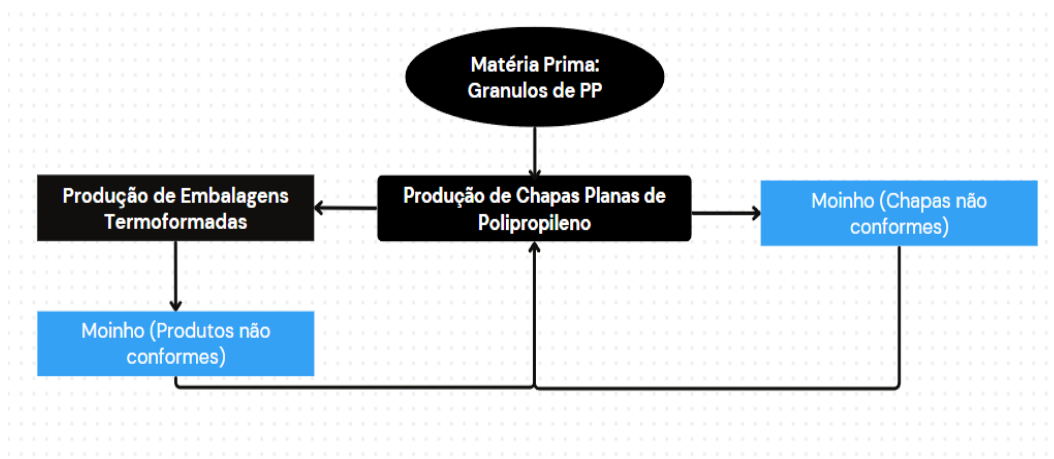 Matéria Prima:
Granulos de PP
Produção de Embalagens
Termoformadas
Produção de Chapas Planas de
Polipropileno
Moinho (Chapas não
conformes)
Moinho (Produtos não
conformes)